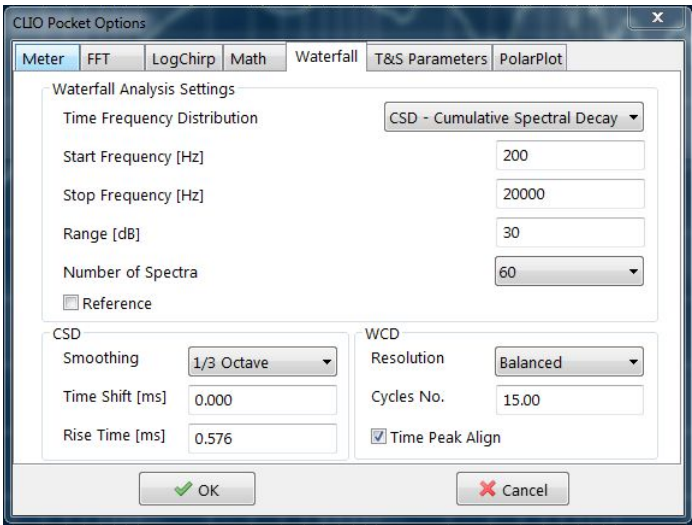 CLIO Pocket Options
x
Meter FFT LogChirp Math Waterfall T&S Parameters PolarPlot
Waterfall Analysis Settings
Time Frequency Distribution CSD - Cumulative Spectral Decay
Start Frequency [Hz] 200
Stop Frequency [Hz] 20000
Range [dB] 30
Number of Spectra 60
Reference
CSD
Smoothing 1/3 Octave
Time Shift [ms] 0.000
Rise Time [ms] 0.576
WCD
Resolution Balanced
Cycles No. 15.00
Time Peak Align
OK Cancel